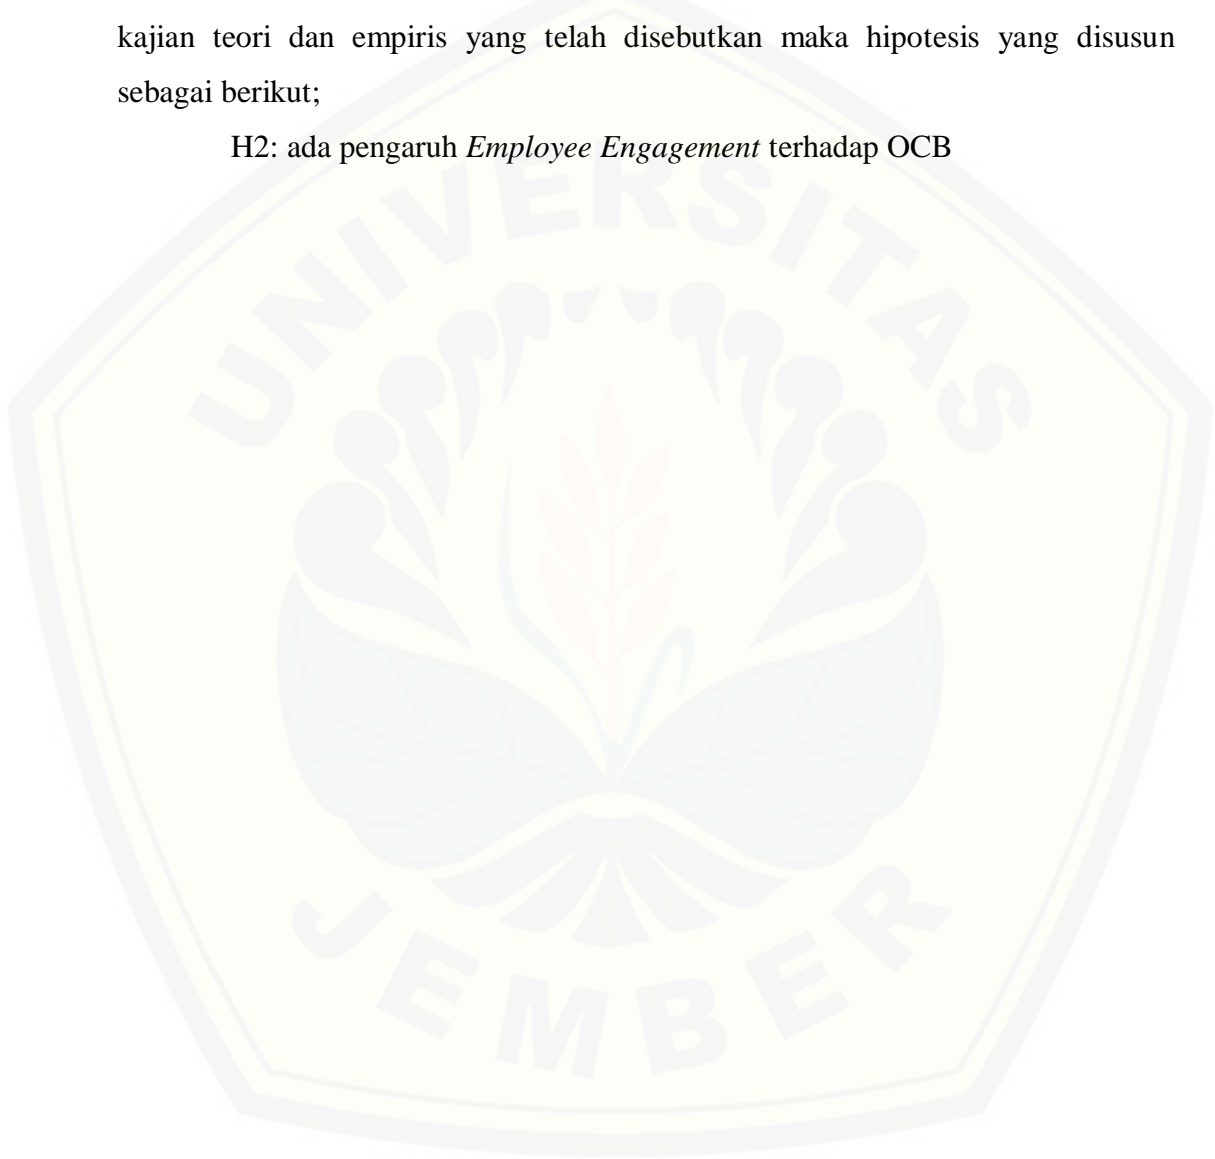 kajian teori dan empiris yang telah disebutkan maka hipotesis yang disusun
sebagai berikut;
H2: ada pengaruh Employee Engagement terhadap OCB
UNIVERSITAS
JEMBER